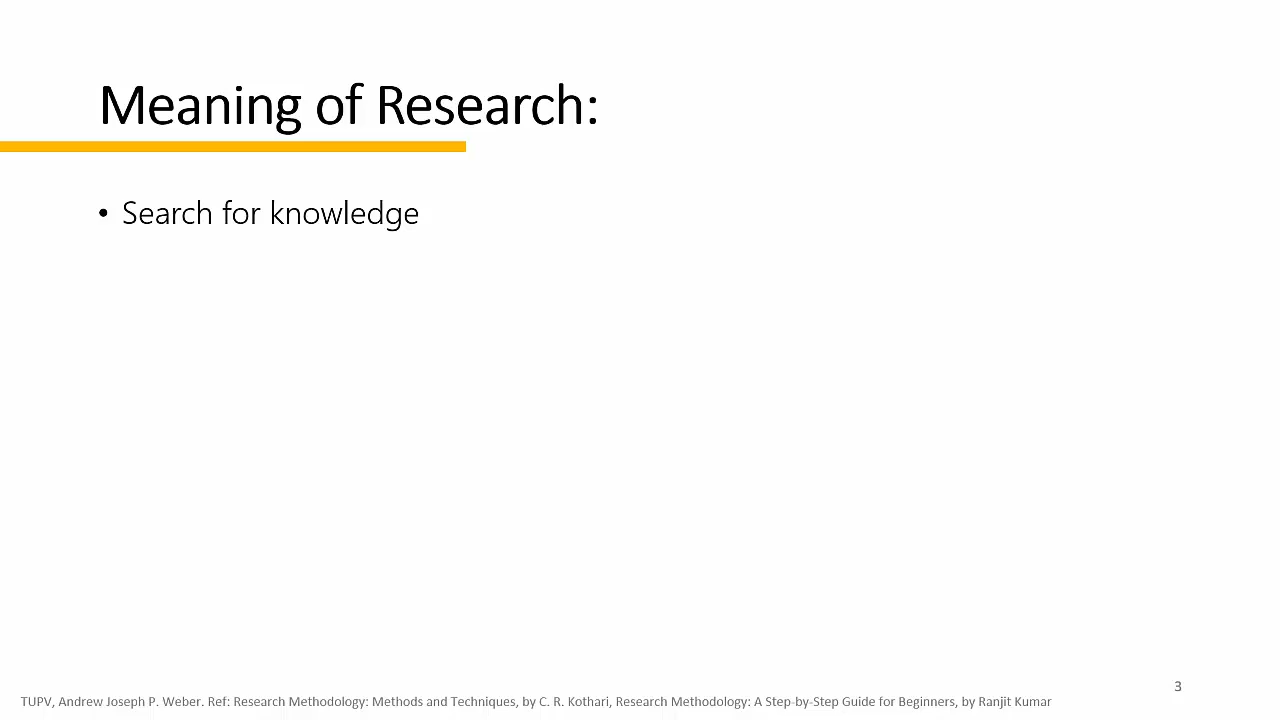 Meaning of Research:
• Search for knowledge
3
TUPV, Andrew Joseph P. Weber. Ref: Research Methodology: Methods and Techniques, by C. R. Kothari, Research Methodology: A Step-by-Step Guide for Beginners, by Ranjit Kumar